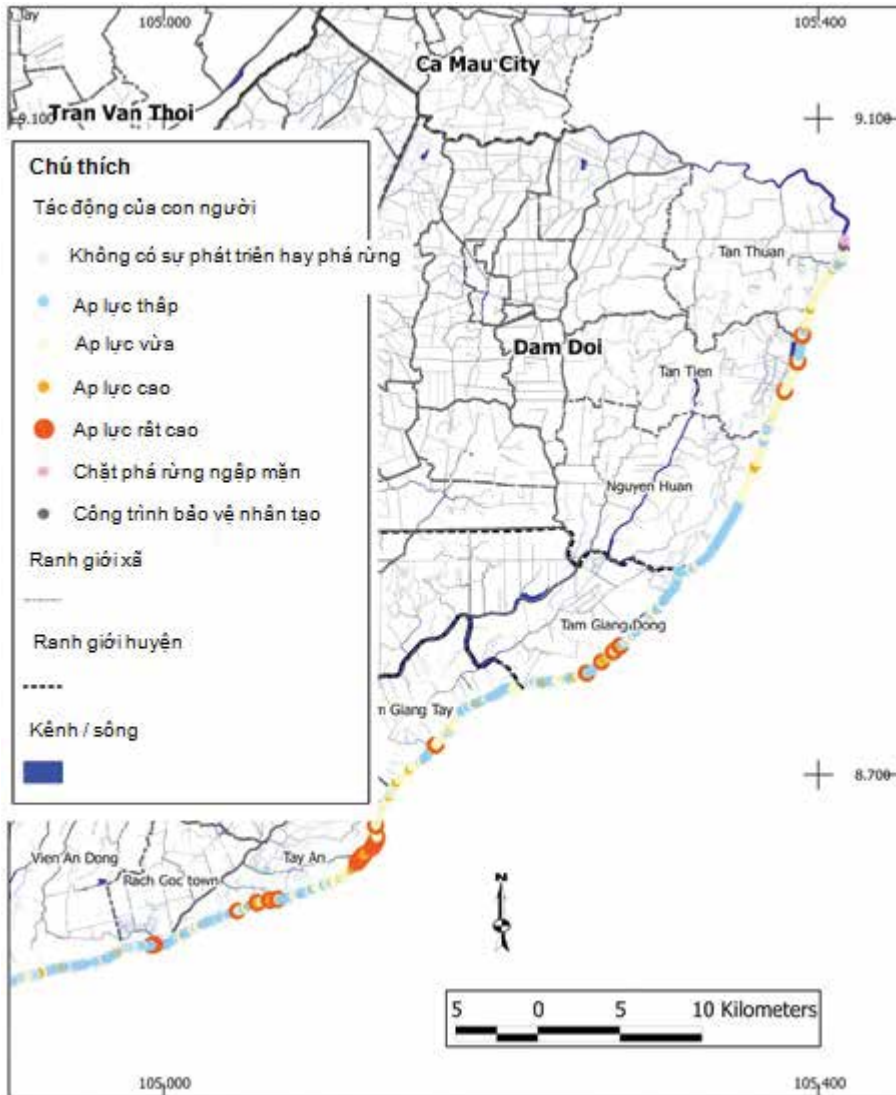 Tay
105.000
105.400
Ca Mau City
Tran Van Thoi
9.100
9.100
Chú thích
Tác động của con người
Không có sự phát triên hay phá rừng
Ap lực thâp
Ap lực vừa
Ap lực cao
Ap lực rât cao
Chặt phá rừng ngập mặn
Công trình bảo vệ nhân tạo
Ranh giới xã
Ranh giới huyện
Kênh / sông
Tan Thuan
Dam Doi
Tan Tien
Nguyen Huan
Tam Giang Dong
m Giang Tay
8.700
Vien An Dong
Tay An
Rach Goc town
N
5 0 5 10 Kilometers
105.000
105.400